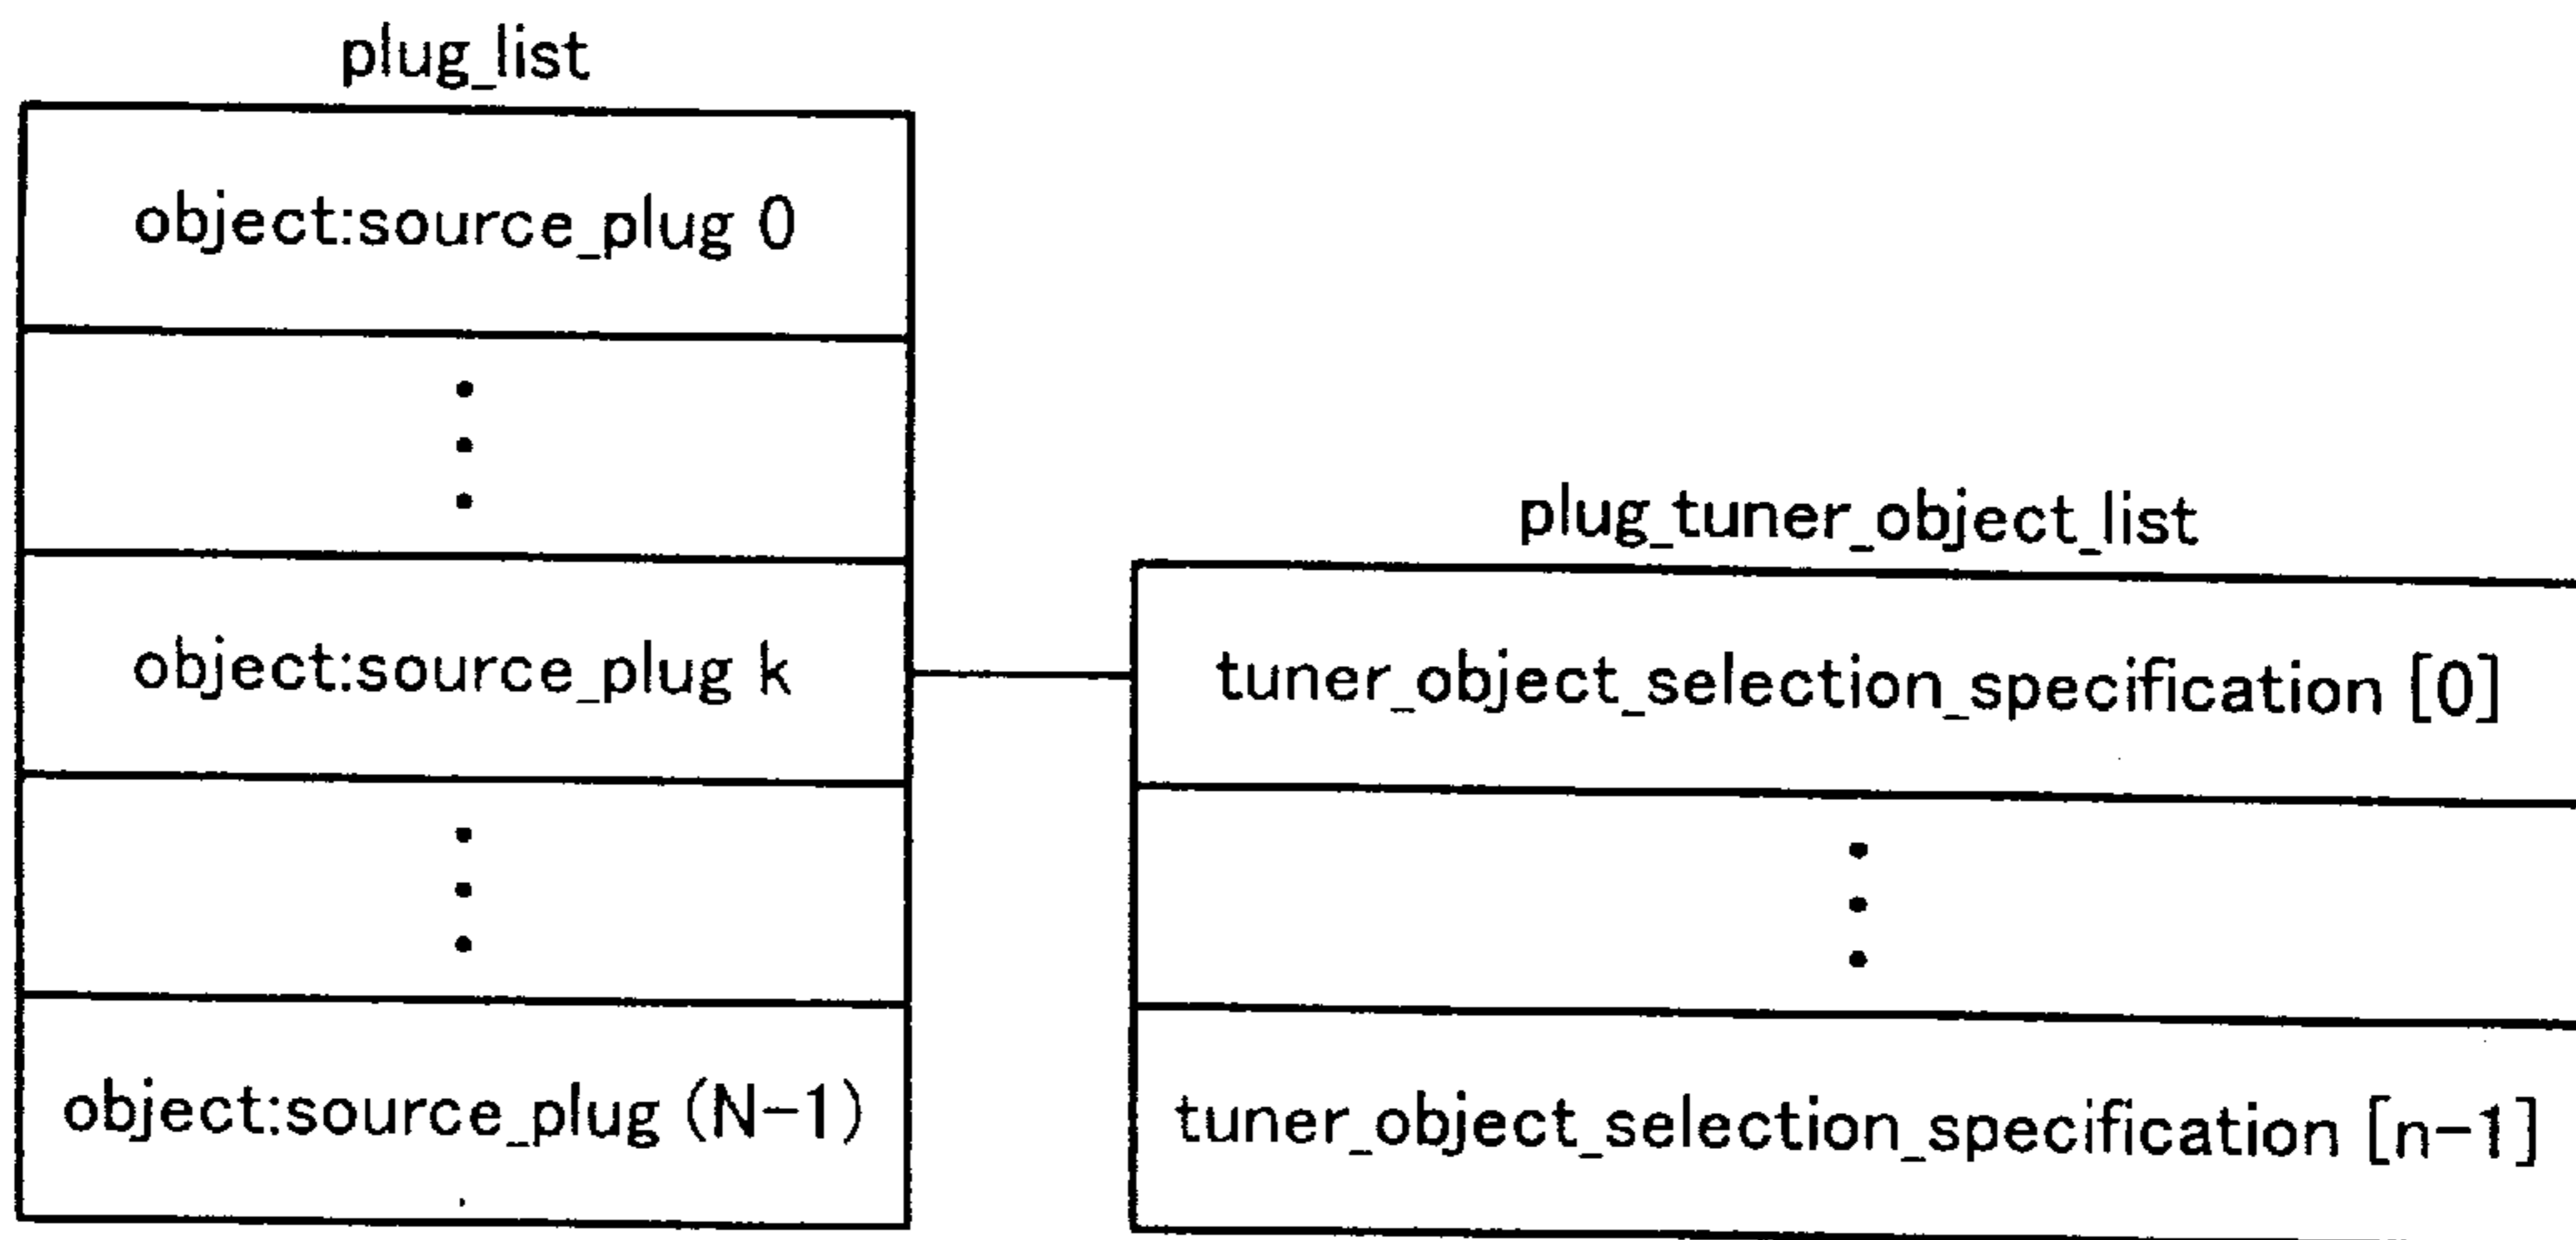 plug_list
object:source_plug 0
object:source_plug k
object:source_plug (N-1)
plug_tuner_object_list
tuner_object_selection_specification [0]
tuner_object_selection_specification [n-1]